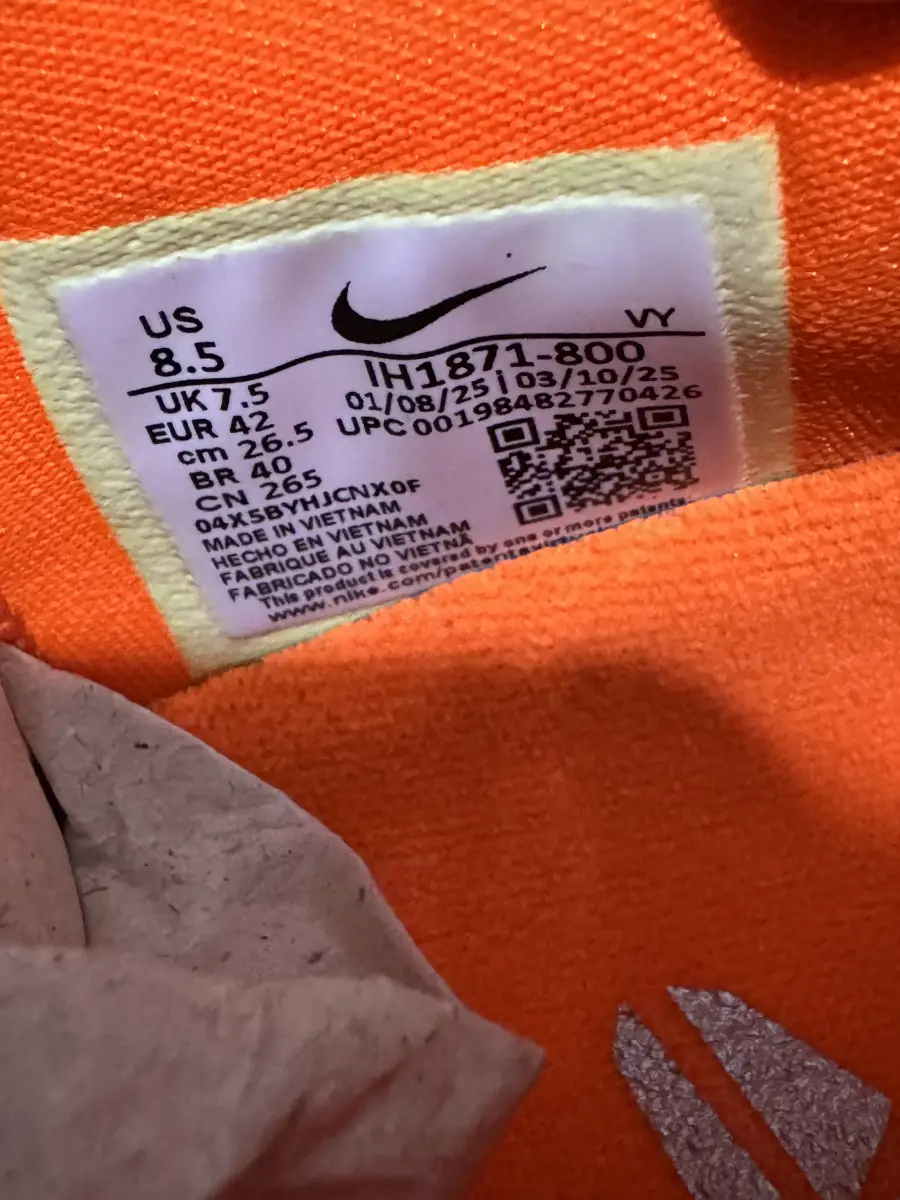 US
8.5
VY
UK 7.5
EUR 42
cm 26.5
BR 40
CN 265
IH1871-800
01/08/25 | 03/10/25
UPC 00198482770426
04X5BYHJCNX0F
MADE IN VIETNAM
HECHO EN VIETNAM
FABRIQUE AU VIETNAM
FABRICADO NO VIETNÃ
This product is covered by one or more patents.
www.nike.com/patents